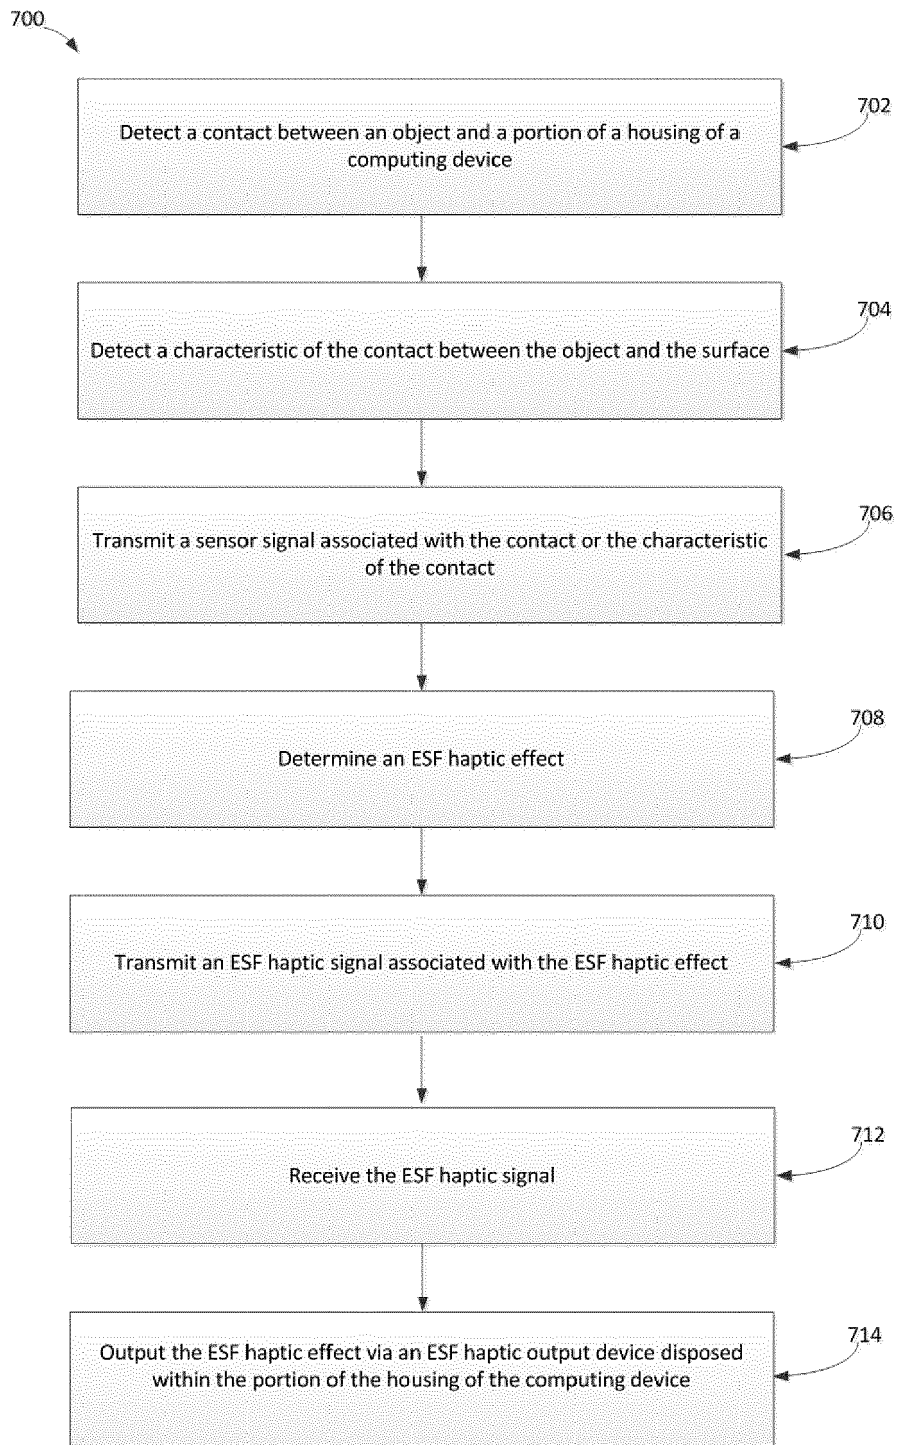 700
702
Detect a contact between an object and a portion of a housing of a
computing device
704
Detect a characteristic of the contact between the object and the surface
706
Transmit a sensor signal associated with the contact or the characteristic
of the contact
708
Determine an ESF haptic effect
710
Transmit an ESF haptic signal associated with the ESF haptic effect
712
Receive the ESF haptic signal
714
Output the ESF haptic effect via an ESF haptic output device disposed
within the portion of the housing of the computing device